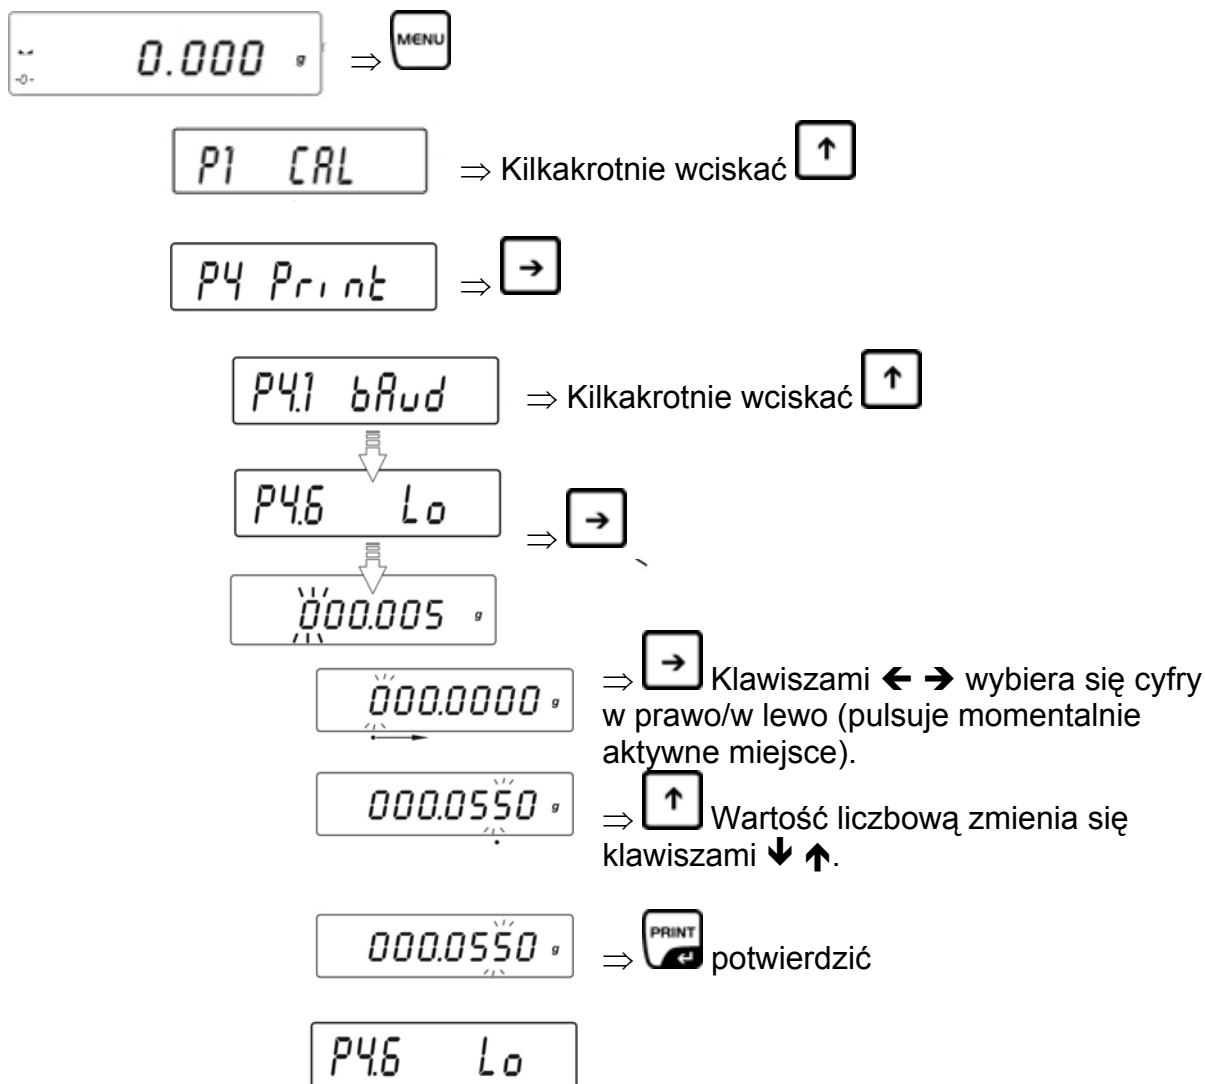 0.000 g ⇒ MENU
-0-
P1 CAL ⇒ Kilkakrotnie wciskać ↑
P4 Print ⇒ →
P4.1 bAud ⇒ Kilkakrotnie wciskać ↑
P4.6 Lo ⇒ →
000.005 g
000.0000 g ⇒ → Klawiszami ← → wybiera się cyfry
w prawo/w lewo (pulsuje momentalnie
aktywne miejsce).
000.0550 g ⇒ ↑ Wartość liczbową zmienia się
klawiszami ↓ ↑.
000.0550 g ⇒ PRINT potwierdzić
P4.6 Lo